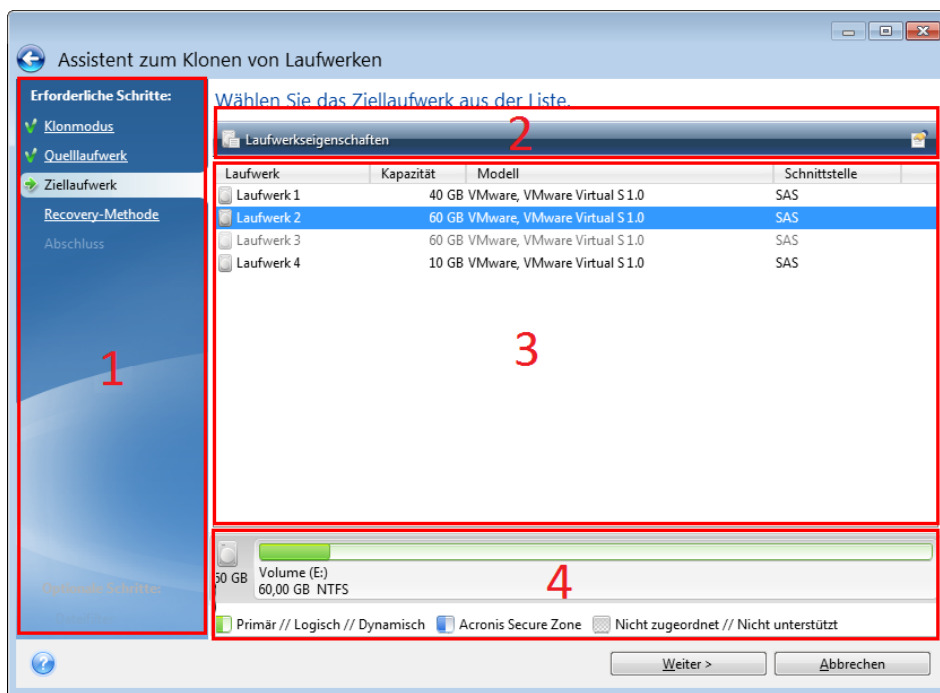 Assistent zum Klonen von Laufwerken
Erforderliche Schritte:
Klonmodus
Quelllaufwerk
Ziellaufwerk
Recovery-Methode
Abschluss
1
Optionale Schritte:
Wählen Sie das Ziellaufwerk aus der Liste.
Laufwerkseigenschaften
2
Laufwerk Kapazität Modell Schnittstelle
Laufwerk 1 40 GB VMware, VMware Virtual S 1.0 SAS
Laufwerk 2 60 GB VMware, VMware Virtual S 1.0 SAS
Laufwerk 3 60 GB VMware, VMware Virtual S 1.0 SAS
Laufwerk 4 10 GB VMware, VMware Virtual S 1.0 SAS
3
60 GB
Volume (E:)
60,00 GB NTFS
4
Primär // Logisch // Dynamisch Acronis Secure Zone Nicht zugeordnet // Nicht unterstützt
Weiter > Abbrechen